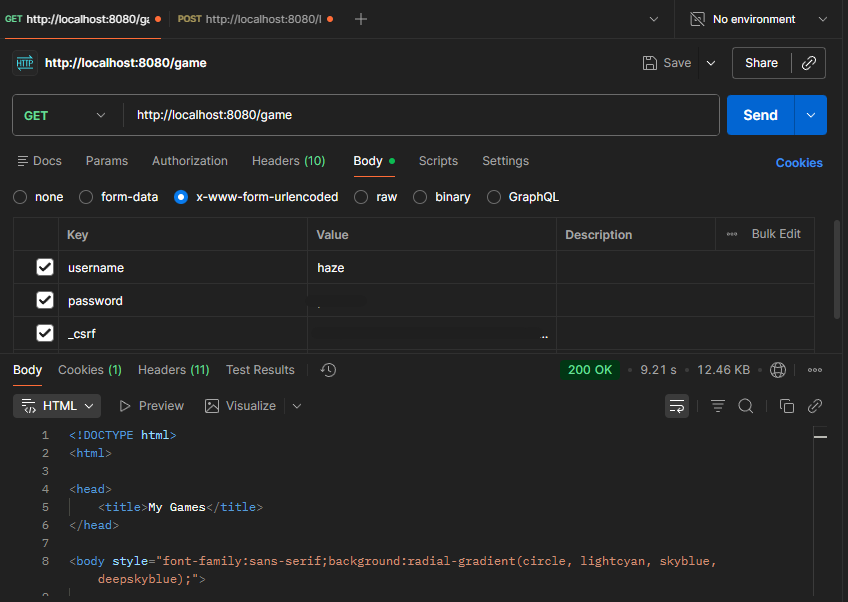 GET http://localhost:8080/ga POST http://localhost:8080/l No environment
HTTP http://localhost:8080/game Save Share
GET http://localhost:8080/game Send
Docs Params Authorization Headers (10) Body Scripts Settings Cookies
none form-data x-www-form-urlencoded raw binary GraphQL
Key Value Description Bulk Edit
username haze
password
_csrf ..
Body Cookies (1) Headers (11) Test Results 200 OK 9.21 s 12.46 KB
HTML Preview Visualize
1 <!DOCTYPE html>
2 <html>
3
4 <head>
5 <title>My Games</title>
6 </head>
7
8 <body style="font-family:sans-serif;background:radial-gradient(circle, lightcyan, skyblue,
deepskyblue);">